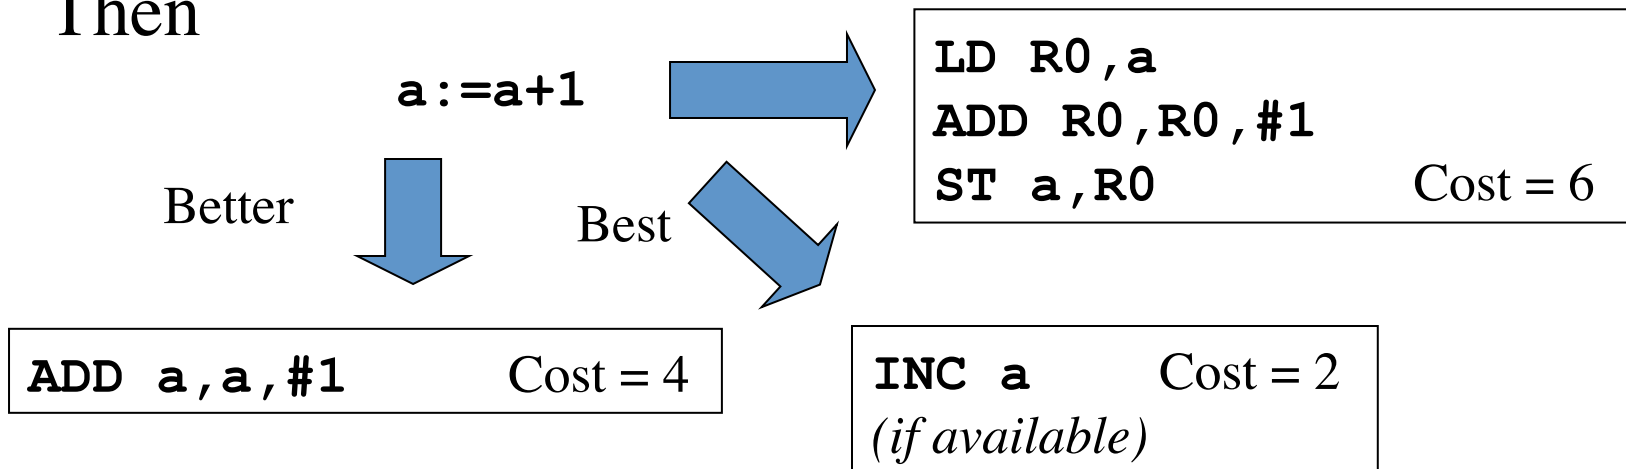 Then
a:=a+1
LD R0,a
ADD R0,R0,#1
ST a,R0 Cost = 6
Better
Best
ADD a,a,#1 Cost = 4
INC a Cost = 2
(if available)